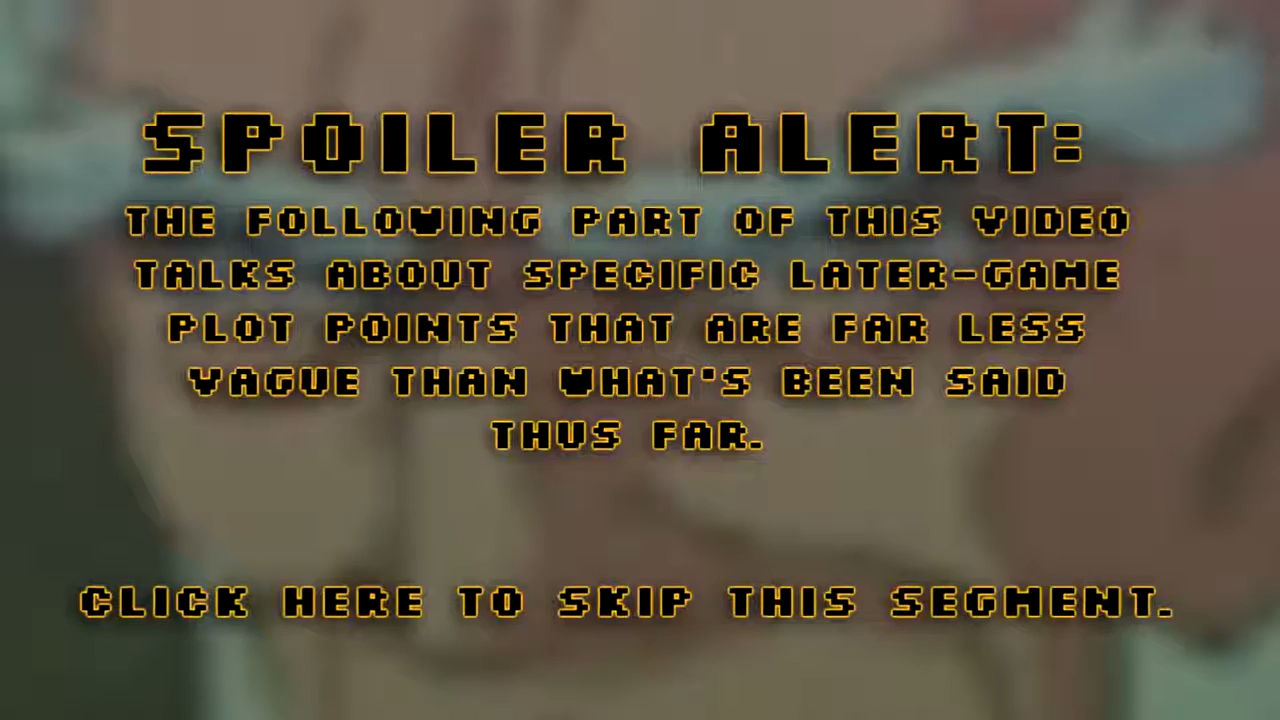 SPOILER ALERT:
THE FOLLOWING PART OF THIS VIDEO
TALKS ABOUT SPECIFIC LATER-GAME
PLOT POINTS THAT ARE FAR LESS
VAGUE THAN WHAT'S BEEN SAID
THUS FAR.
CLICK HERE TO SKIP THIS SEGMENT.